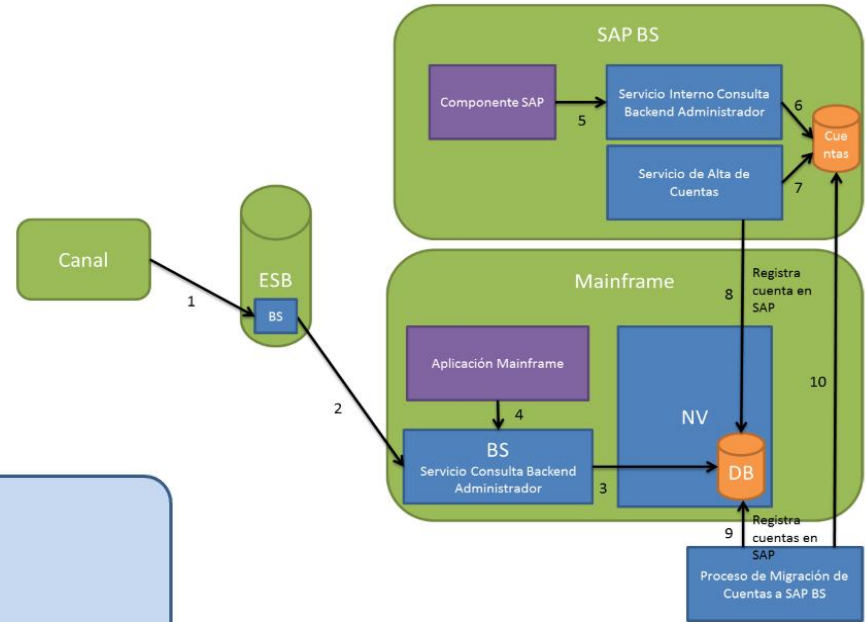 SAP BS
Componente SAP
5
Servicio Interno Consulta
Backend Administrador
6
Cue
ntas
Servicio de Alta de
Cuentas
7
Canal
1
ESB
BS
2
Mainframe
8
Registra
cuenta en
SAP
10
Aplicación Mainframe
4
NV
BS
Servicio Consulta Backend
Administrador
3
DB
9
Registra
cuentas en
SAP
Proceso de Migración de
Cuentas a SAP BS